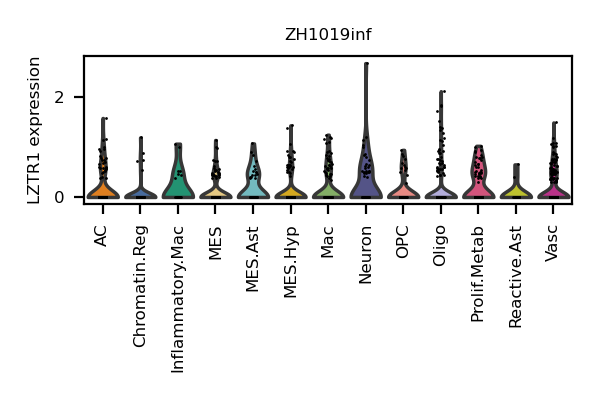 ZH1019inf
LZTR1 expression
2
0
AC
Chromatin.Reg
Inflammatory.Mac
MES
MES.Ast
MES.Hyp
Mac
Neuron
OPC
Oligo
Prolif.Metab
Reactive.Ast
Vasc